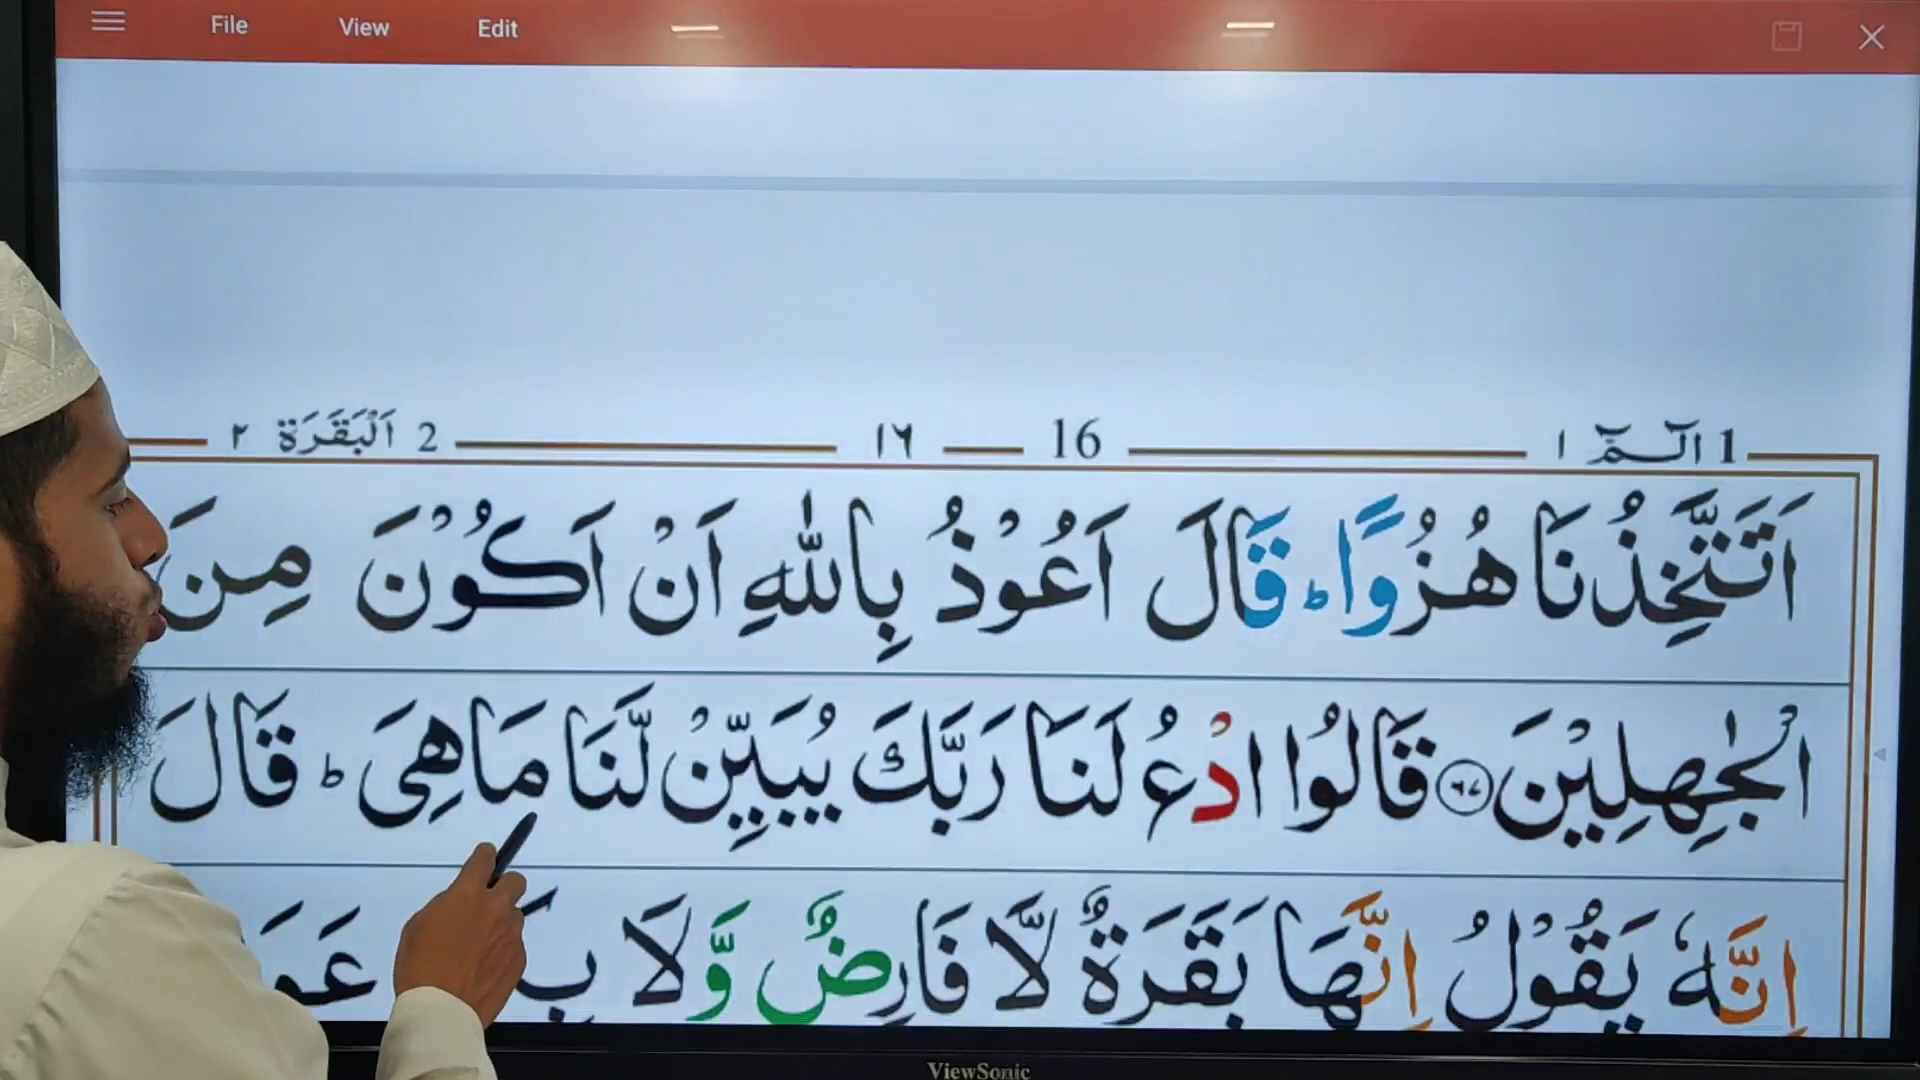 File View Edit
1 الٓـمّٓ ١ 16 — ١٦ 2 اَلْبَقَرَة ٢
اَتَتَّخِذُنَا هُزُوًا ؕ قَالَ اَعُوْذُ بِاللّٰهِ اَنْ اَكُوْنَ مِنَ
الْجٰهِلِيْنَ ٦٧ قَالُوا ادْعُ لَنَا رَبَّكَ يُبَيِّنْ لَّنَا مَا هِىَ ؕ قَالَ
اِنَّهٗ يَقُوْلُ اِنَّهَا بَقَرَةٌ لَّا فَارِضٌ وَّلَا
ViewSonic